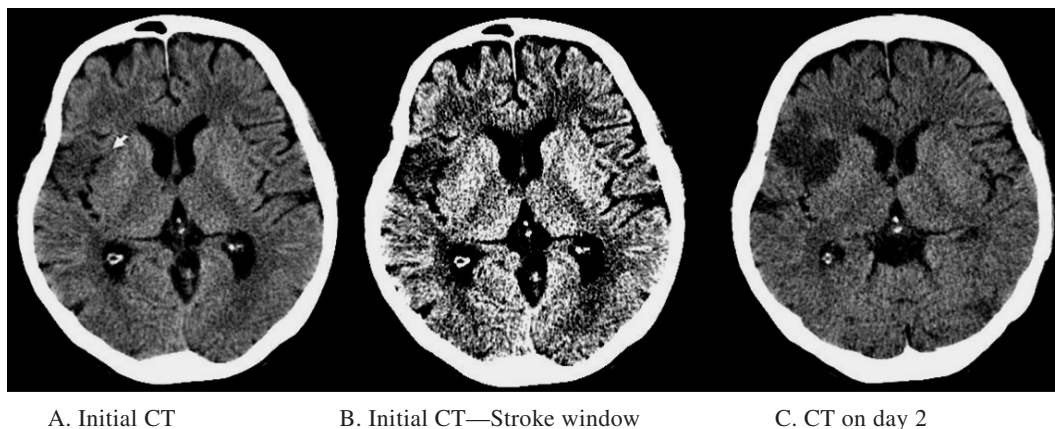 A. Initial CT
B. Initial CT—Stroke window
C. CT on day 2